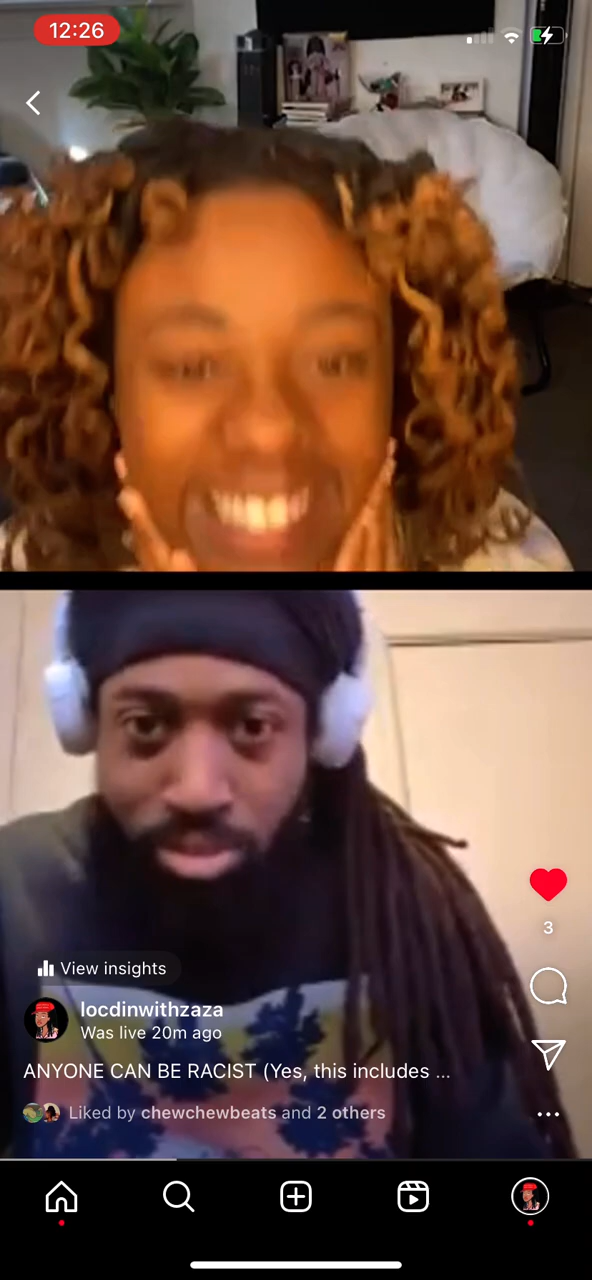 12:26
View insights
locdinwithzaza
Was live 20m ago
ANYONE CAN BE RACIST (Yes, this includes ...
Liked by chewchewbeats and 2 others
3